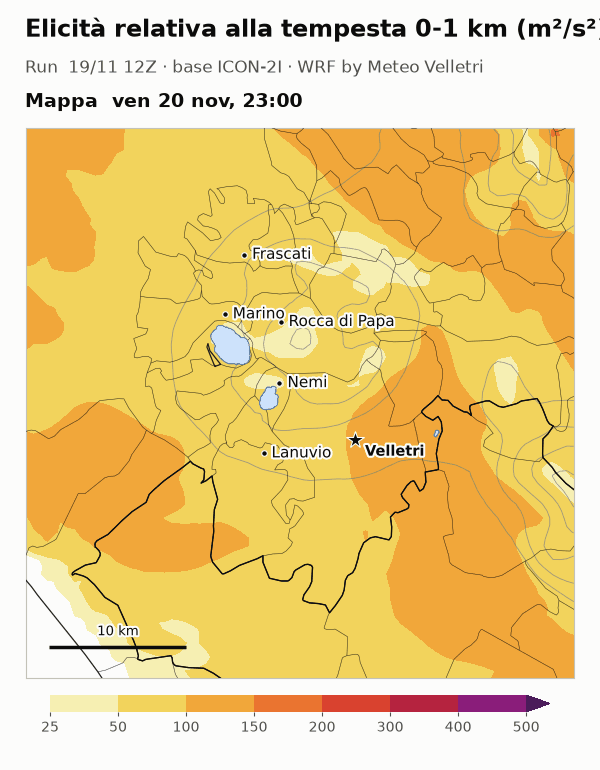 Elicità relativa alla tempesta 0-1 km (m²/s²)
Run  19/11 12Z · base ICON-2I · WRF by Meteo Velletri
Mappa  ven 20 nov, 23:00
Frascati
Marino
Rocca di Papa
Nemi
Velletri
Lanuvio
10 km
25 50 100 150 200 300 400 500